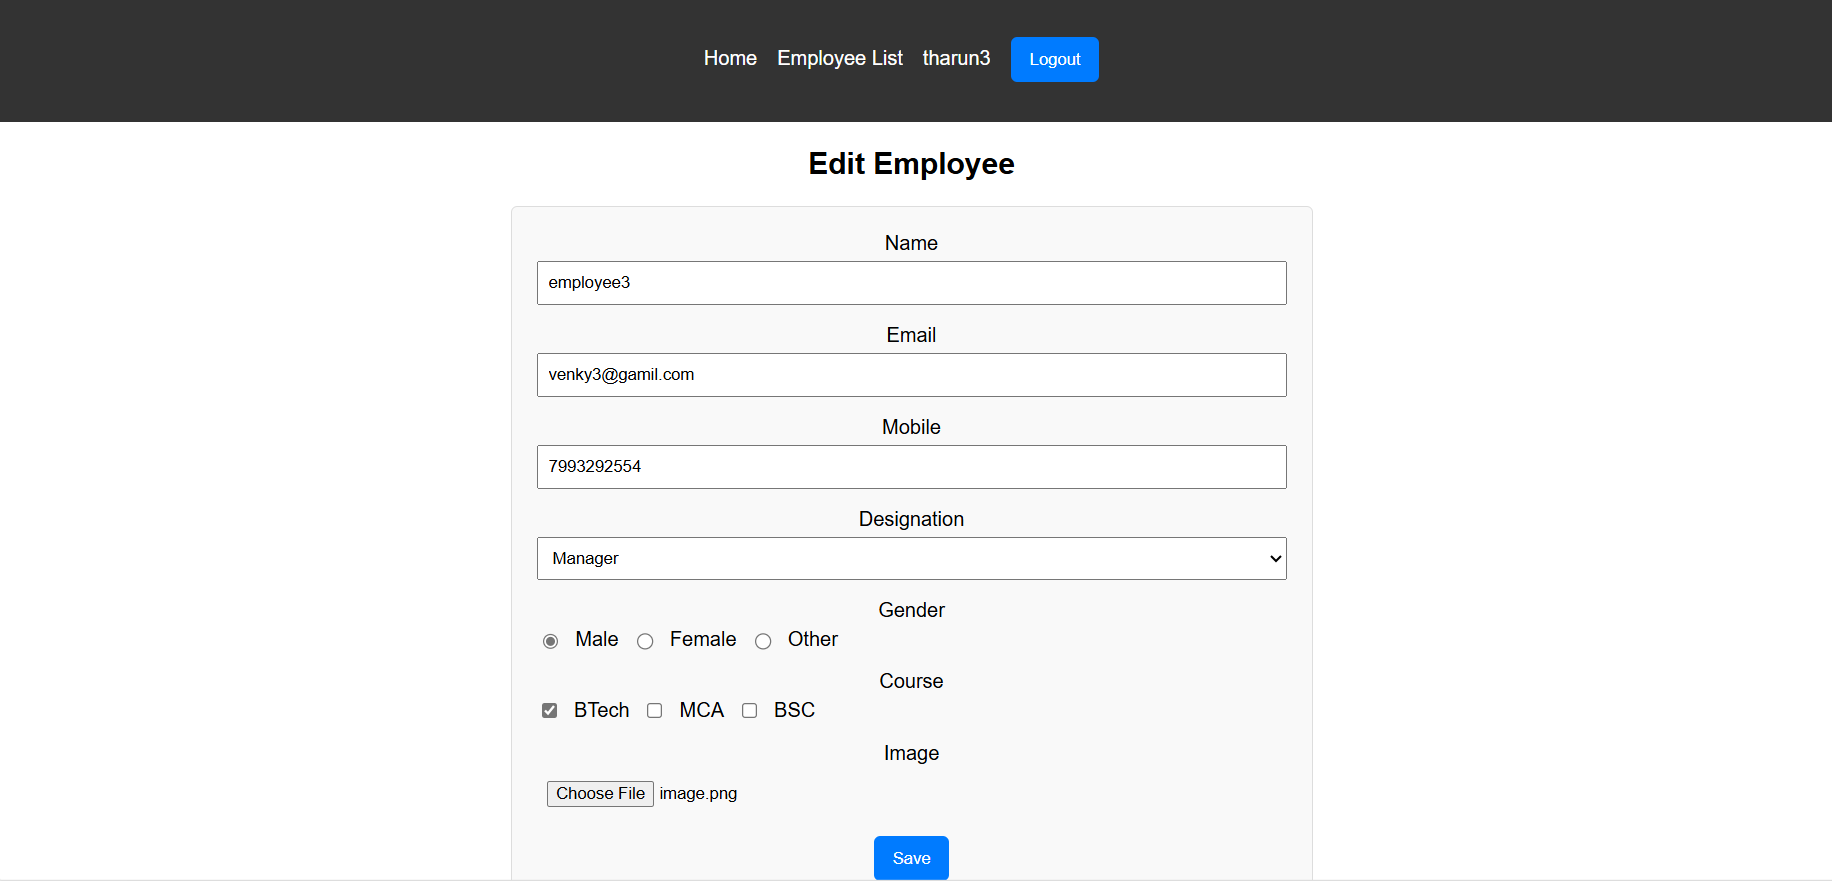 Home Employee List tharun3 Logout
Edit Employee
Name
employee3
Email
venky3@gamil.com
Mobile
7993292554
Designation
Manager
Gender
Male Female Other
Course
BTech MCA BSC
Image
Choose File image.png
Save